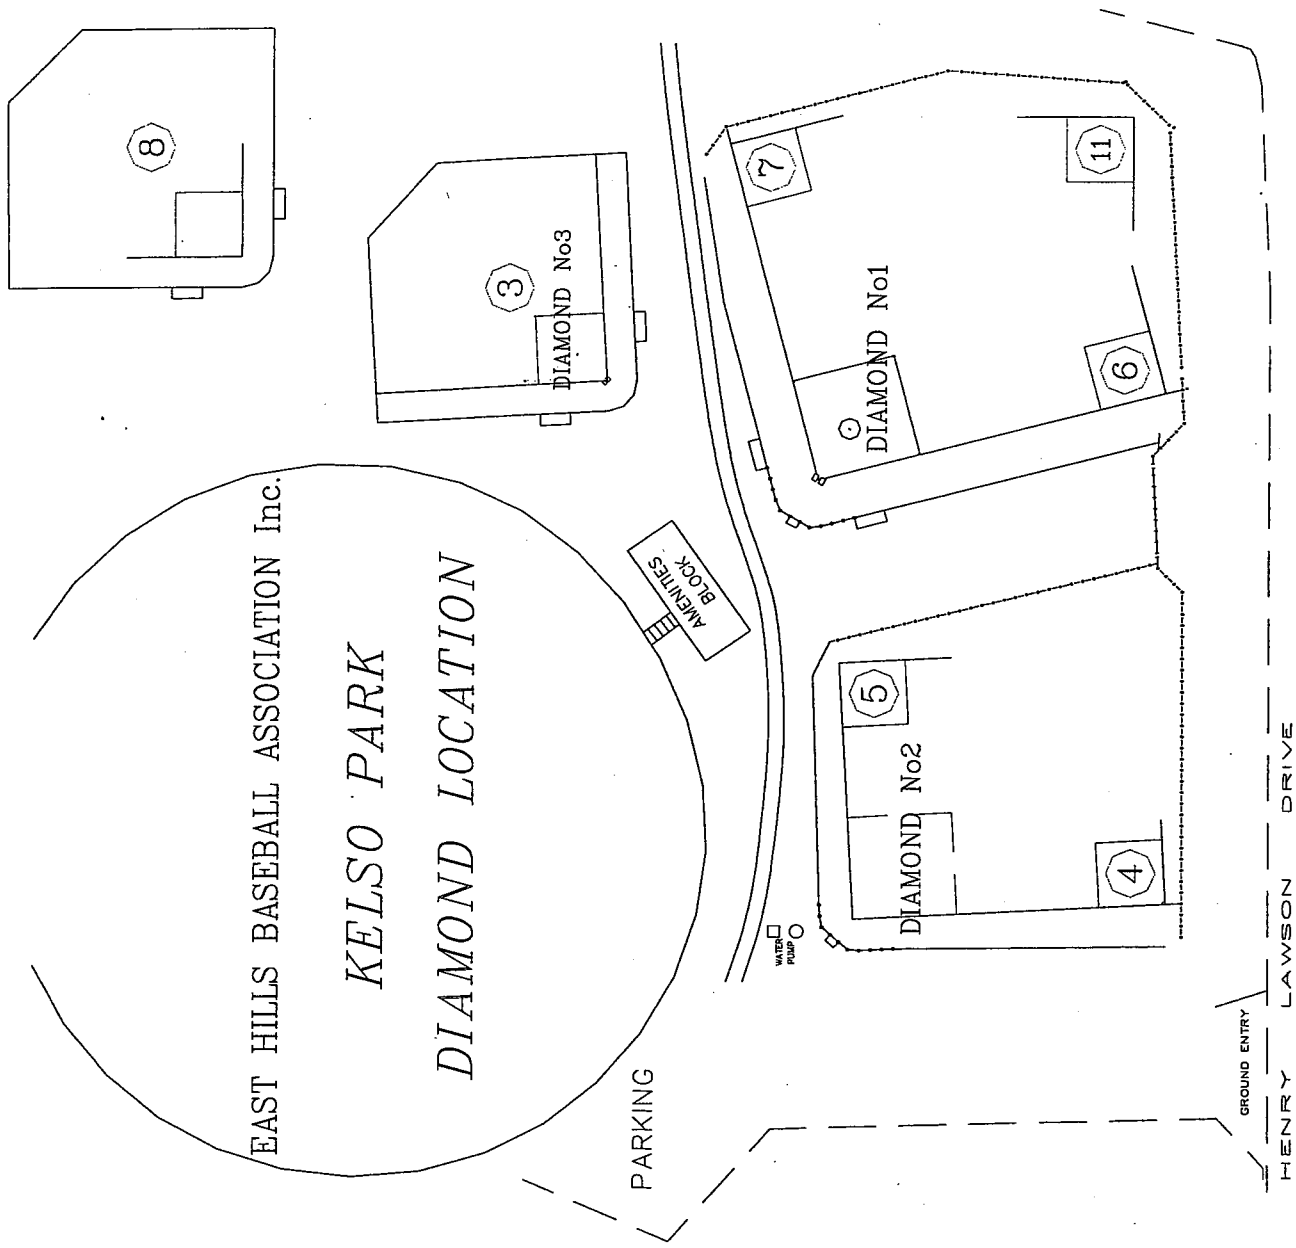 EAST HILLS BASEBALL ASSOCIATION Inc.
KELSO PARK
DIAMOND LOCATION
8
3
DIAMOND No3
AMENITIES
BLOCK
PARKING
WATER
PUMP
7
DIAMOND No1
11
6
5
DIAMOND No2
4
GROUND ENTRY
HENRY LAWSON DRIVE